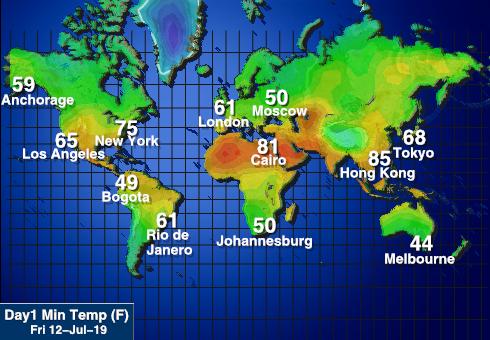 59
Anchorage
65
Los Angeles
75
New York
61
London
50
Moscow
81
Cairo
85
Hong Kong
68
Tokyo
49
Bogota
61
Rio de
Janero
50
Johannesburg
44
Melbourne
Day1 Min Temp (F)
Fri 12-Jul-19